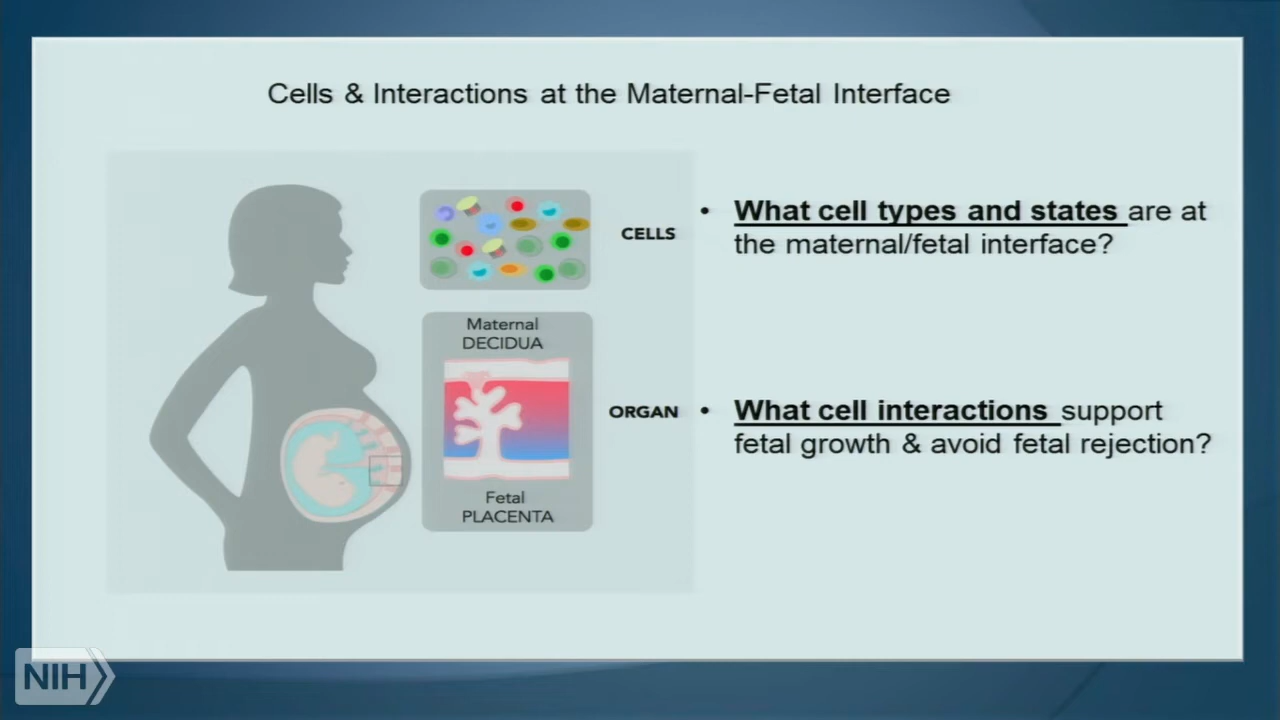 Cells & Interactions at the Maternal-Fetal Interface
CELLS
Maternal
DECIDUA
ORGAN
Fetal
PLACENTA
• What cell types and states are at
the maternal/fetal interface?
• What cell interactions support
fetal growth & avoid fetal rejection?
NIH